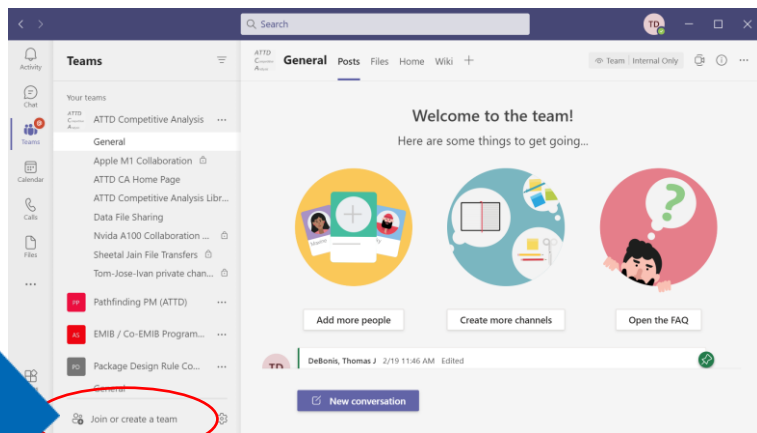 Search
TD
Activity
Chat
Teams
Calendar
Calls
Files
Teams
Your teams
ATTD Competitive Analysis
General
Apple M1 Collaboration
ATTD CA Home Page
ATTD Competitive Analysis Libr...
Data File Sharing
Nvidia A100 Collaboration ...
Sheetal Jain File Transfers
Tom-Jose-Ivan private chan...
PP Pathfinding PM (ATTD)
AS EMIB / Co-EMIB Program...
PO Package Design Rule Co...
General
Join or create a team
ATTD
General Posts Files Home Wiki
Team Internal Only
Welcome to the team!
Here are some things to get going...
Maxine
Add more people
Create more channels
Open the FAQ
TD DeBonis, Thomas J 2/19 11:46 AM Edited
New conversation